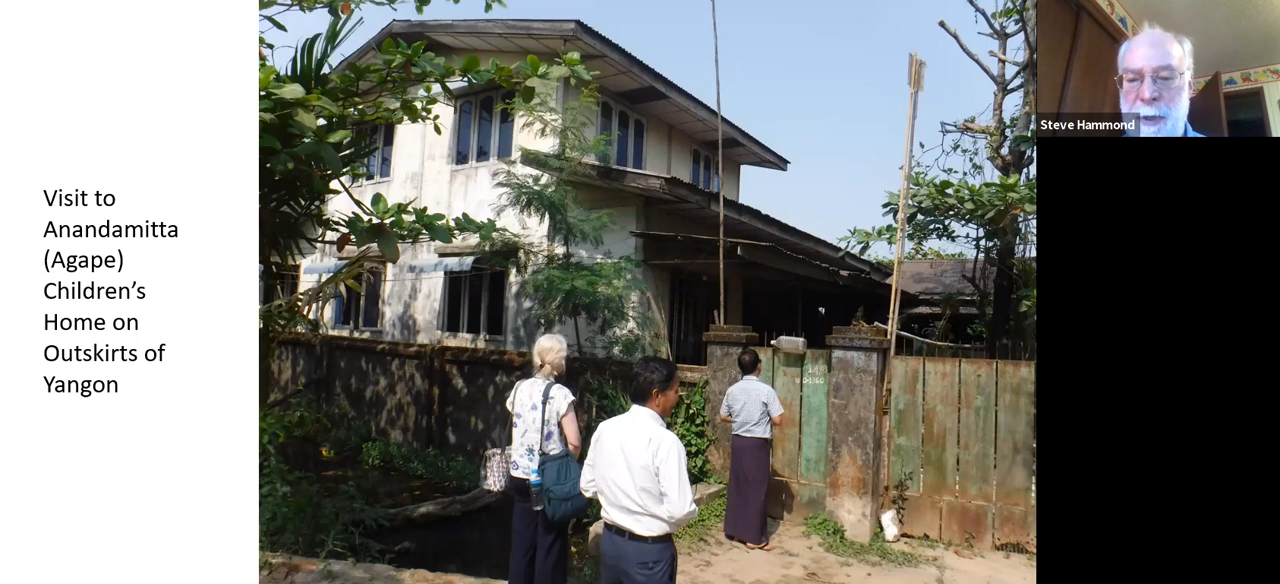 Visit to
Anandamitta
(Agape)
Children's
Home on
Outskirts of
Yangon
Steve Hammond